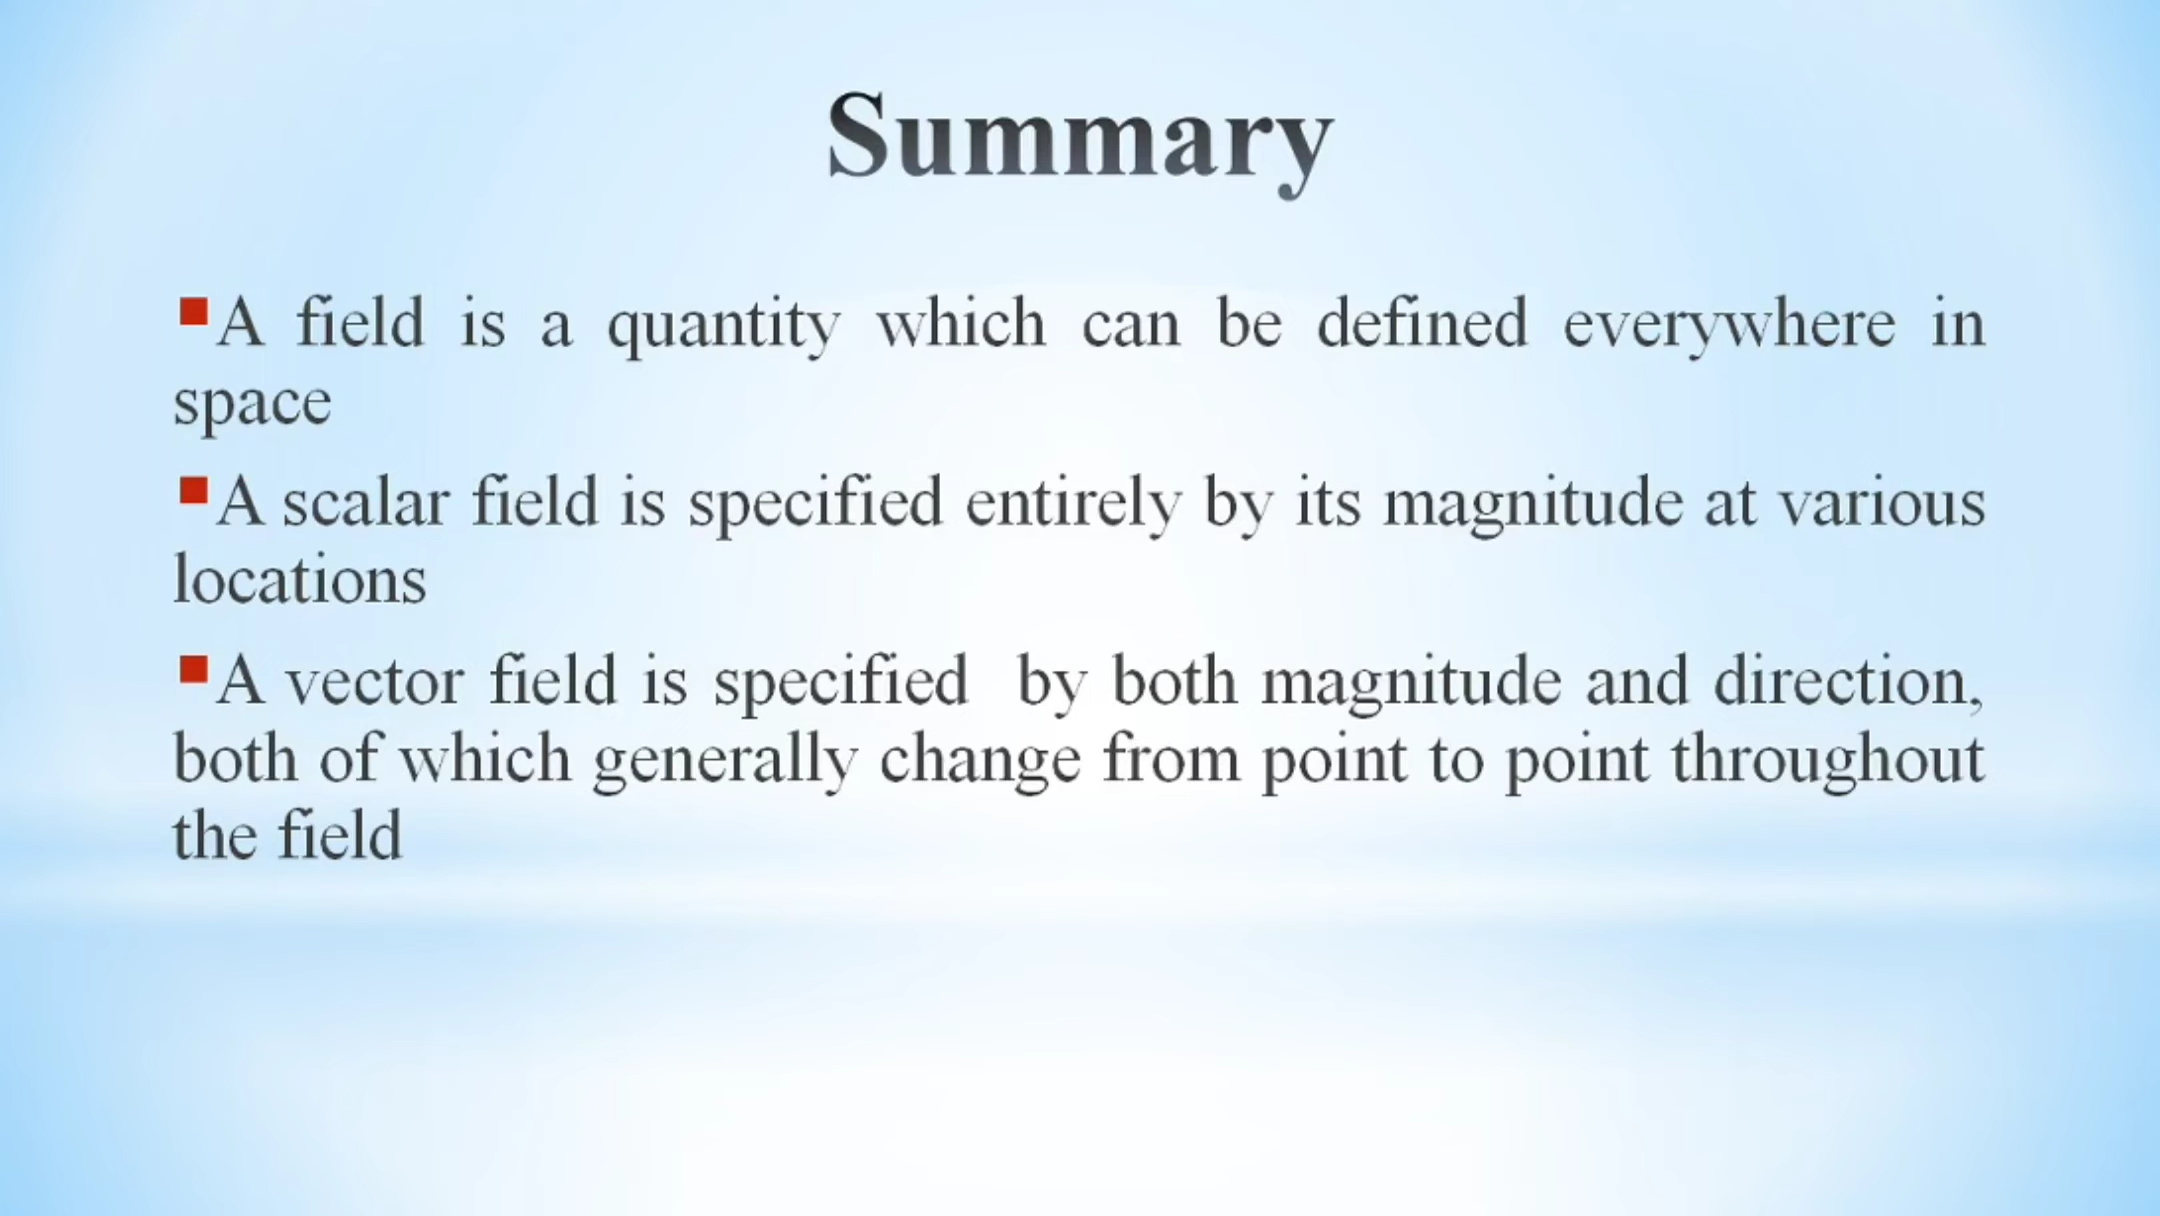 Summary
▪A field is a quantity which can be defined everywhere in
space
▪A scalar field is specified entirely by its magnitude at various
locations
▪A vector field is specified  by both magnitude and direction,
both of which generally change from point to point throughout
the field